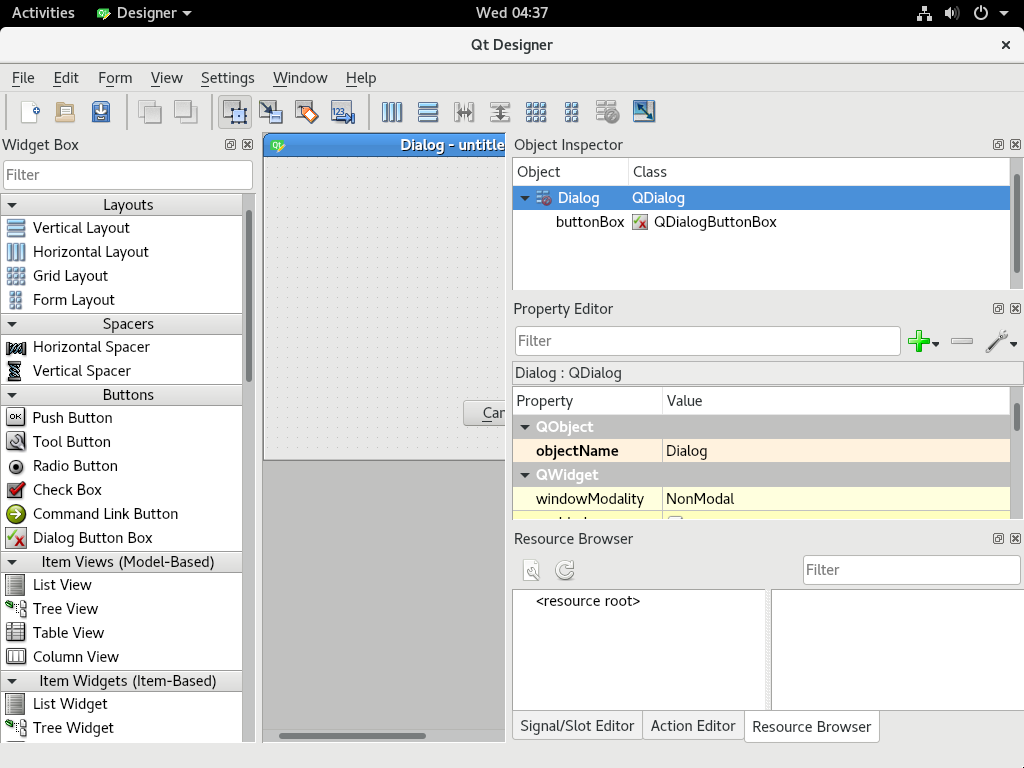 Activities Designer Wed 04:37
Qt Designer
File Edit Form View Settings Window Help
Widget Box
Filter
Layouts
Vertical Layout
Horizontal Layout
Grid Layout
Form Layout
Spacers
Horizontal Spacer
Vertical Spacer
Buttons
OK Push Button
Tool Button
Radio Button
Check Box
Command Link Button
Dialog Button Box
Item Views (Model-Based)
List View
Tree View
Table View
Column View
Item Widgets (Item-Based)
List Widget
Tree Widget
Dialog - untitle
Can
Object Inspector
Object Class
Dialog QDialog
buttonBox QDialogButtonBox
Property Editor
Filter
Dialog : QDialog
Property Value
QObject
objectName Dialog
QWidget
windowModality NonModal
Resource Browser
Filter
<resource root>
Signal/Slot Editor Action Editor Resource Browser